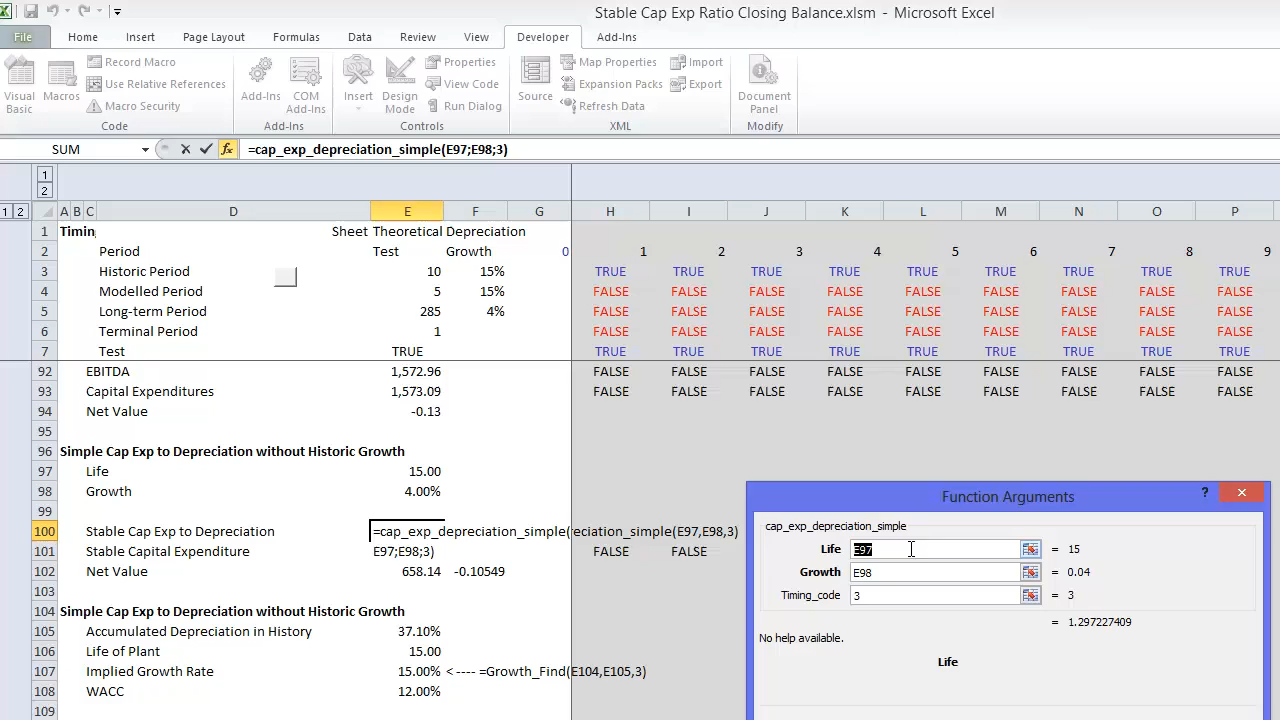 Stable Cap Exp Ratio Closing Balance.xlsm - Microsoft Excel
File Home Insert Page Layout Formulas Data Review View Developer Add-Ins
Visual Basic
Macros
Record Macro
Use Relative References
Macro Security
Code
Add-Ins
COM Add-Ins
Add-Ins
Insert
Design Mode
Properties
View Code
Run Dialog
Controls
Source
Map Properties
Expansion Packs
Refresh Data
Import
Export
XML
Document Panel
Modify
SUM fx =cap_exp_depreciation_simple(E97;E98;3)
1
2
1 2 A B C D E F G H I J K L M N O P
1 Timin Sheet Theoretical Depreciation
2 Period Test Growth 0 1 2 3 4 5 6 7 8 9
3 Historic Period 10 15% TRUE TRUE TRUE TRUE TRUE TRUE TRUE TRUE TRUE
4 Modelled Period 5 15% FALSE FALSE FALSE FALSE FALSE FALSE FALSE FALSE FALSE
5 Long-term Period 285 4% FALSE FALSE FALSE FALSE FALSE FALSE FALSE FALSE FALSE
6 Terminal Period 1 FALSE FALSE FALSE FALSE FALSE FALSE FALSE FALSE FALSE
7 Test TRUE TRUE TRUE TRUE TRUE TRUE TRUE TRUE TRUE TRUE
92 EBITDA 1,572.96 FALSE FALSE FALSE FALSE FALSE FALSE FALSE FALSE FALSE
93 Capital Expenditures 1,573.09 FALSE FALSE FALSE FALSE FALSE FALSE FALSE FALSE FALSE
94 Net Value -0.13
95
96 Simple Cap Exp to Depreciation without Historic Growth
97 Life 15.00
98 Growth 4.00%
99
100 Stable Cap Exp to Depreciation =cap_exp_depreciation_simple(reciation_simple(E97,E98,3)
101 Stable Capital Expenditure E97;E98;3) FALSE FALSE
102 Net Value 658.14 -0.10549
103
104 Simple Cap Exp to Depreciation without Historic Growth
105 Accumulated Depreciation in History 37.10%
106 Life of Plant 15.00
107 Implied Growth Rate 15.00% < ---- =Growth_Find(E104,E105,3)
108 WACC 12.00%
109
Function Arguments ?
cap_exp_depreciation_simple
Life E97 = 15
Growth E98 = 0.04
Timing_code 3 = 3
= 1.297227409
No help available.
Life